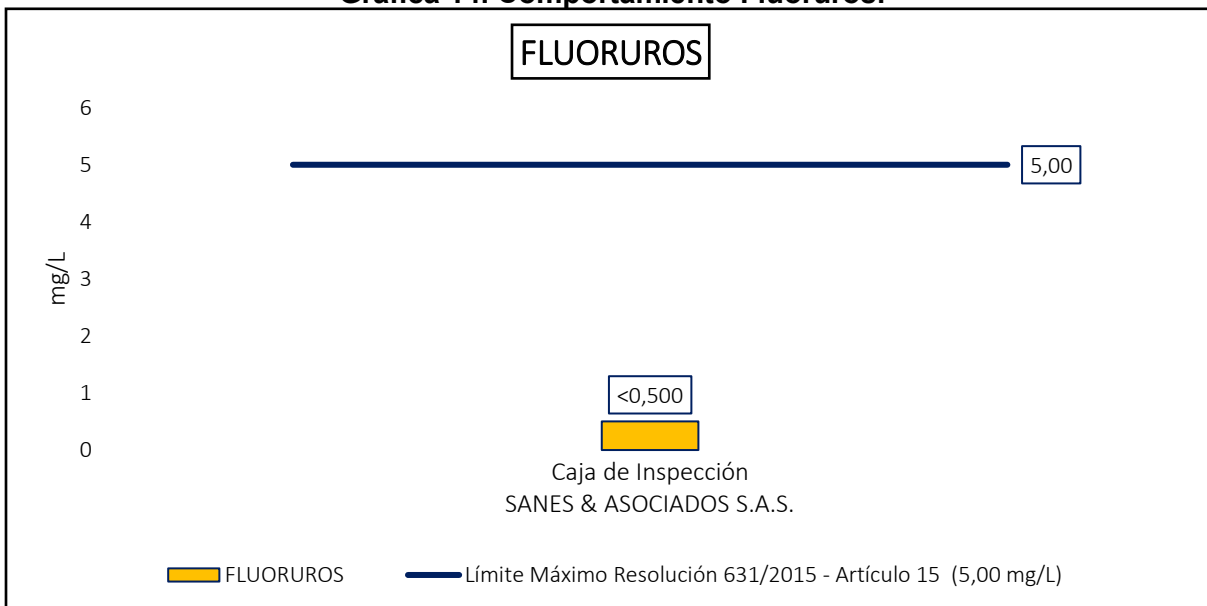 FLUORUROS
6
5
5,00
4
mg/L
3
2
1
<0,500
0
Caja de Inspección
SANES & ASOCIADOS S.A.S.
FLUORUROS
Límite Máximo Resolución 631/2015 - Artículo 15 (5,00 mg/L)